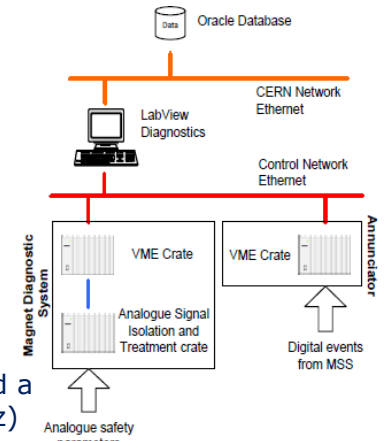 Data
Oracle Database
CERN Network
Ethernet
LabView
Diagnostics
Control Network
Ethernet
Magnet Diagnostic
System
VME Crate
Analogue Signal
Isolation and
Treatment crate
VME Crate
Annunciator
Digital events
from MSS
d a
z)
Analogue safety
parameters